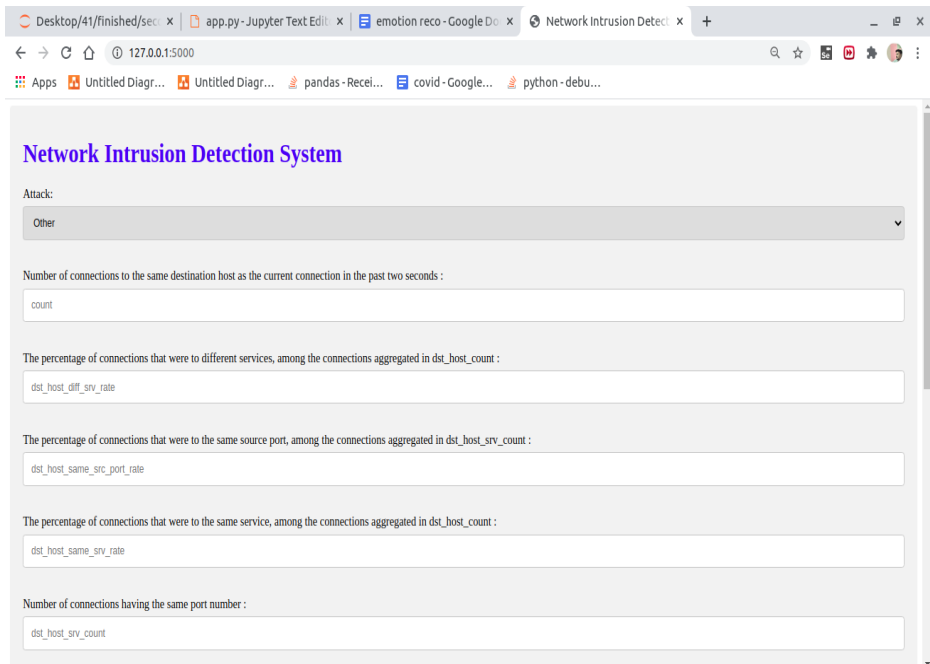 Desktop/41/finished/sec
app.py - Jupyter Text Edit
emotion reco - Google Do
Network Intrusion Detect
127.0.0.1:5000
Se
Apps
Untitled Diagr...
Untitled Diagr...
pandas - Recei...
covid - Google...
python - debu...
Network Intrusion Detection System
Attack:
Other
Number of connections to the same destination host as the current connection in the past two seconds :
count
The percentage of connections that were to different services, among the connections aggregated in dst_host_count :
dst_host_diff_srv_rate
The percentage of connections that were to the same source port, among the connections aggregated in dst_host_srv_count :
dst_host_same_src_port_rate
The percentage of connections that were to the same service, among the connections aggregated in dst_host_count :
dst_host_same_srv_rate
Number of connections having the same port number :
dst_host_srv_count